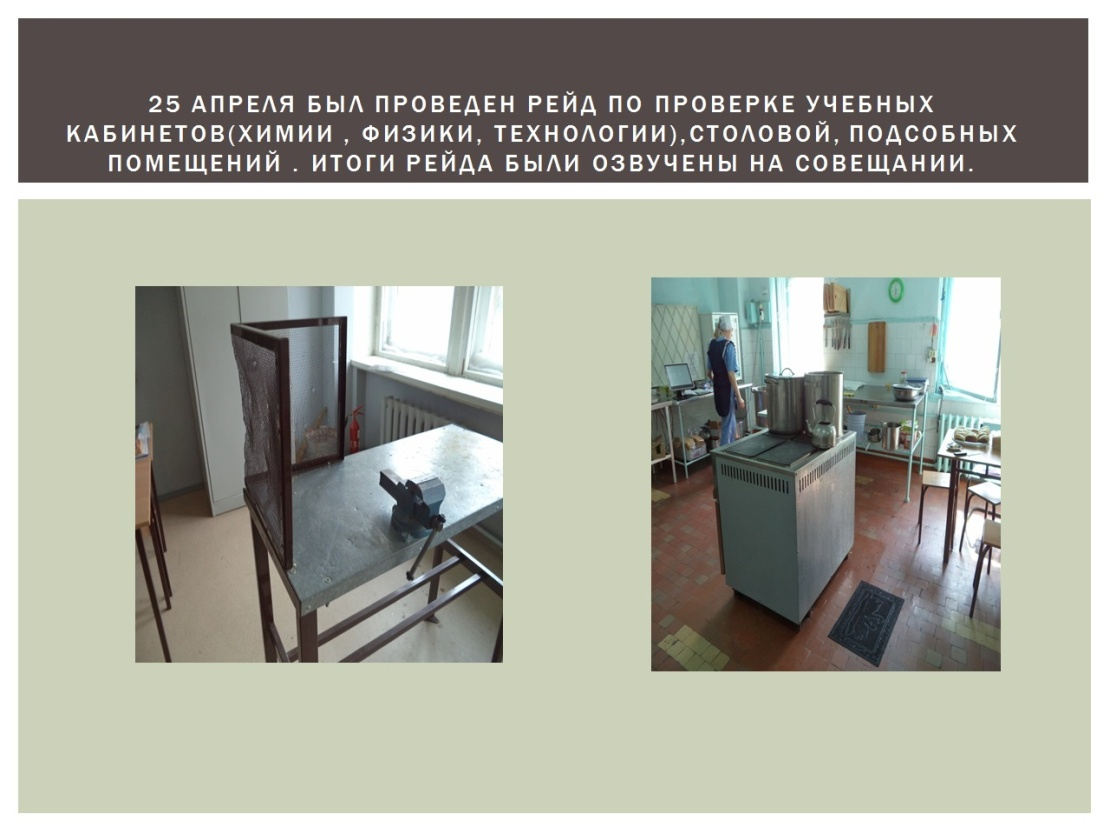 25 АПРЕЛЯ БЫЛ ПРОВЕДЕН РЕЙД ПО ПРОВЕРКЕ УЧЕБНЫХ
КАБИНЕТОВ(ХИМИИ , ФИЗИКИ, ТЕХНОЛОГИИ),СТОЛОВОЙ, ПОДСОБНЫХ
ПОМЕЩЕНИЙ . ИТОГИ РЕЙДА БЫЛИ ОЗВУЧЕНЫ НА СОВЕЩАНИИ.